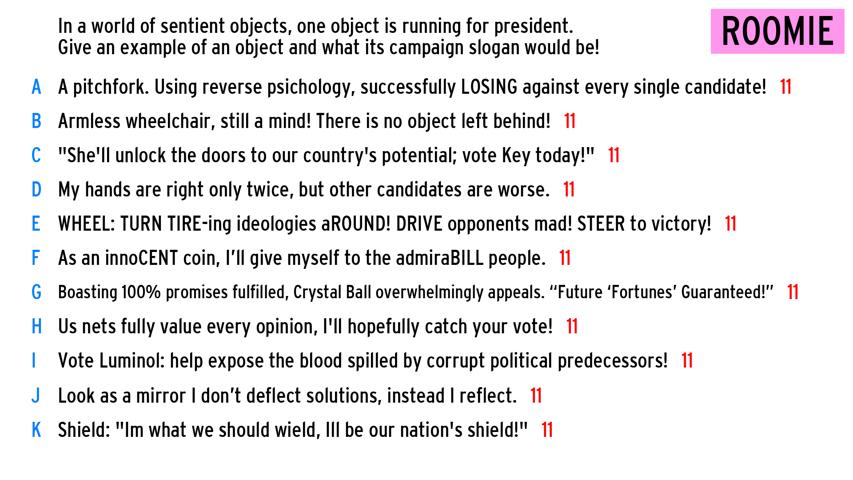 In a world of sentient objects, one object is running for president.
Give an example of an object and what its campaign slogan would be!
ROOMIE
A A pitchfork. Using reverse psichology, successfully LOSING against every single candidate! 11
B Armless wheelchair, still a mind! There is no object left behind! 11
C "She'll unlock the doors to our country's potential; vote Key today!" 11
D My hands are right only twice, but other candidates are worse. 11
E WHEEL: TURN TIRE-ing ideologies aROUND! DRIVE opponents mad! STEER to victory! 11
F As an innoCENT coin, I’ll give myself to the admiraBILL people. 11
G Boasting 100% promises fulfilled, Crystal Ball overwhelmingly appeals. “Future ‘Fortunes’ Guaranteed!” 11
H Us nets fully value every opinion, I'll hopefully catch your vote! 11
I Vote Luminol: help expose the blood spilled by corrupt political predecessors! 11
J Look as a mirror I don’t deflect solutions, instead I reflect. 11
K Shield: "Im what we should wield, Ill be our nation's shield!" 11